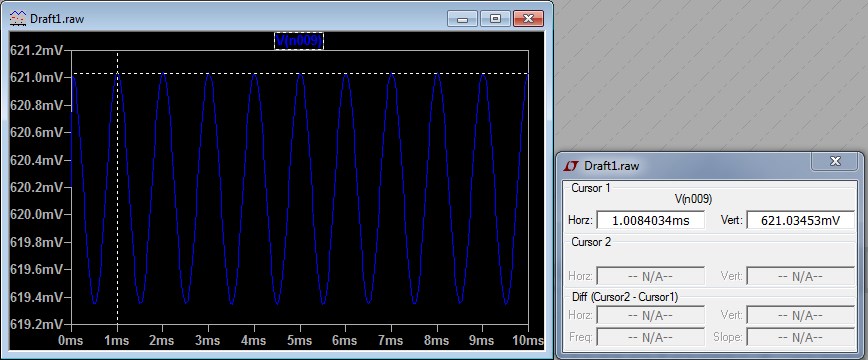 Draft1.raw
V(n009)
621.2mV
621.0mV
620.8mV
620.6mV
620.4mV
620.2mV
620.0mV
619.8mV
619.6mV
619.4mV
619.2mV
0ms 1ms 2ms 3ms 4ms 5ms 6ms 7ms 8ms 9ms 10ms
Draft1.raw
Cursor 1
V(n009)
Horz: 1.0084034ms Vert: 621.03453mV
Cursor 2
Horz: -- N/A-- Vert: -- N/A--
Diff (Cursor2 - Cursor1)
Horz: -- N/A-- Vert: -- N/A--
Freq: -- N/A-- Slope: -- N/A--